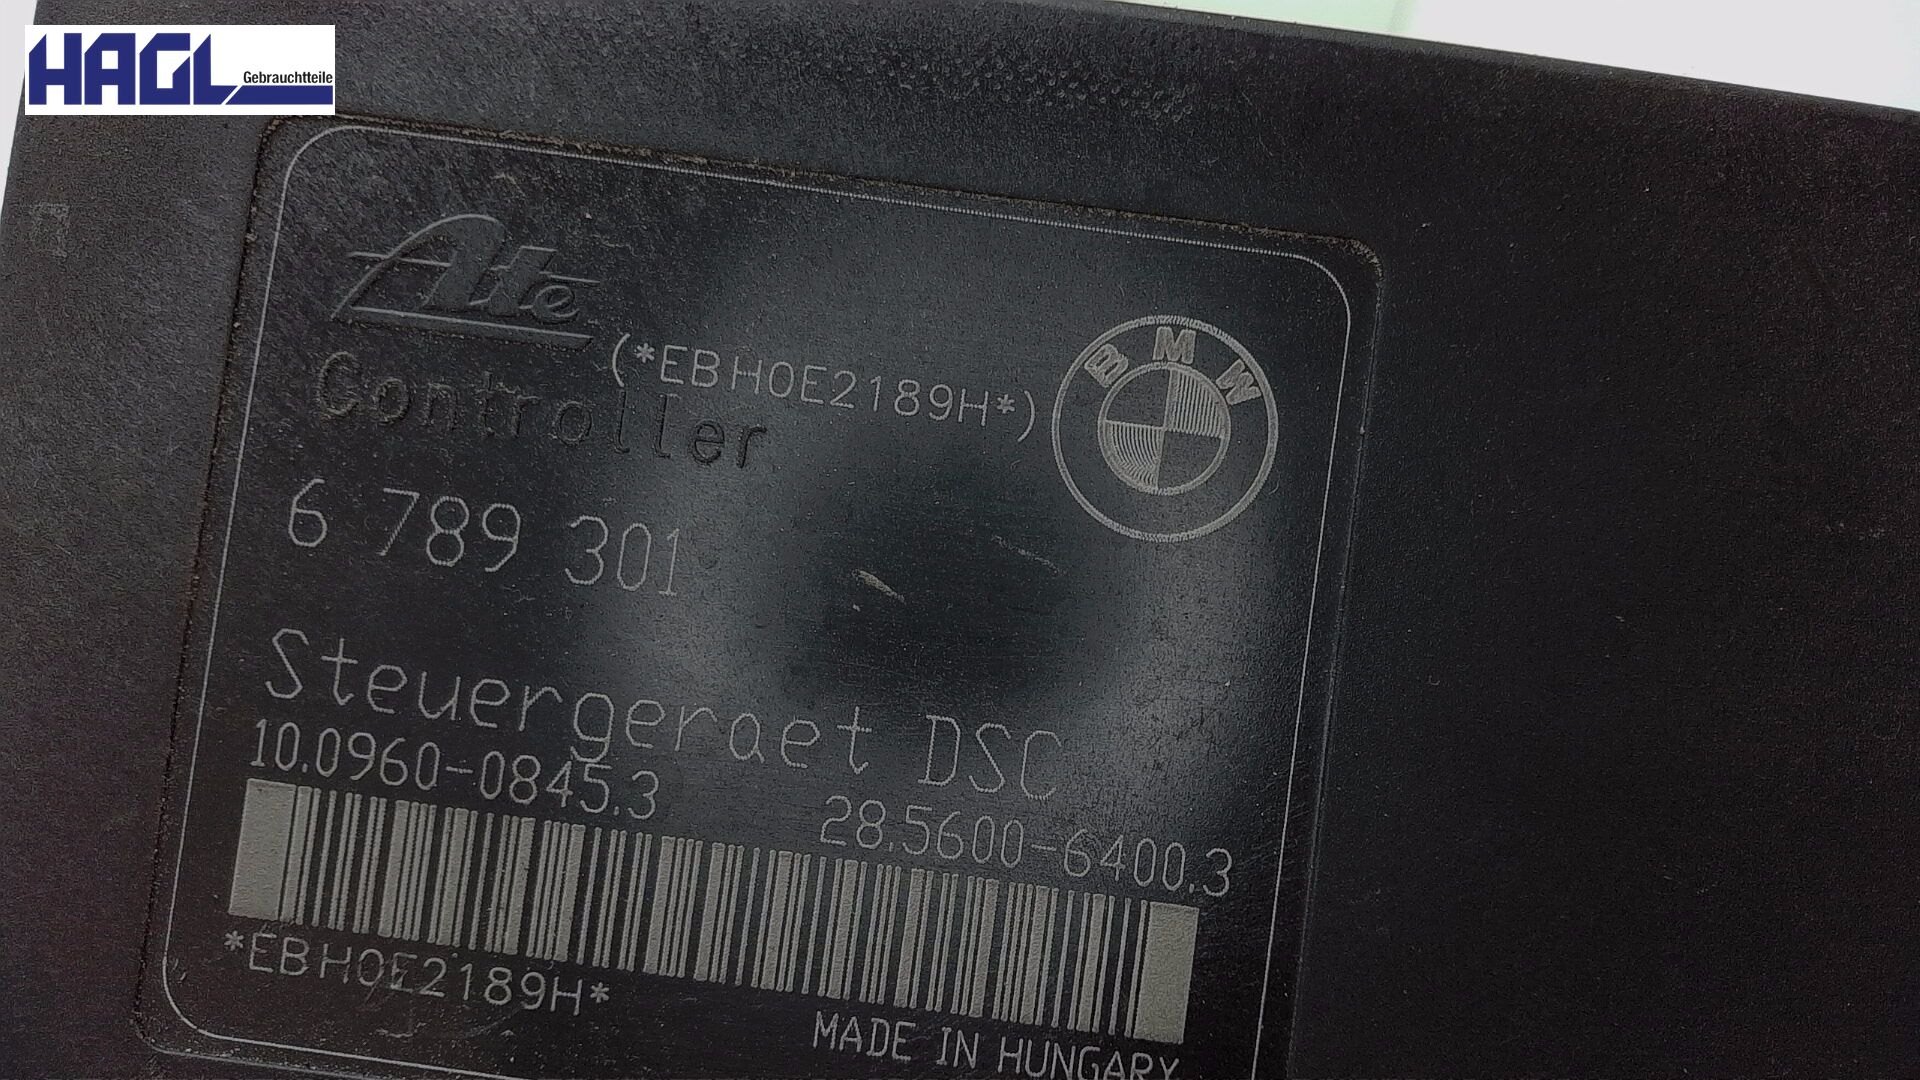 HAGL Gebrauchtteile
Ate
(*EBH0E2189H*)
BMW
Controller
6 789 301
Steuergeraet DSC
10.0960-0845.3
28.5600-6400.3
*EBH0E2189H*
MADE IN HUNGARY